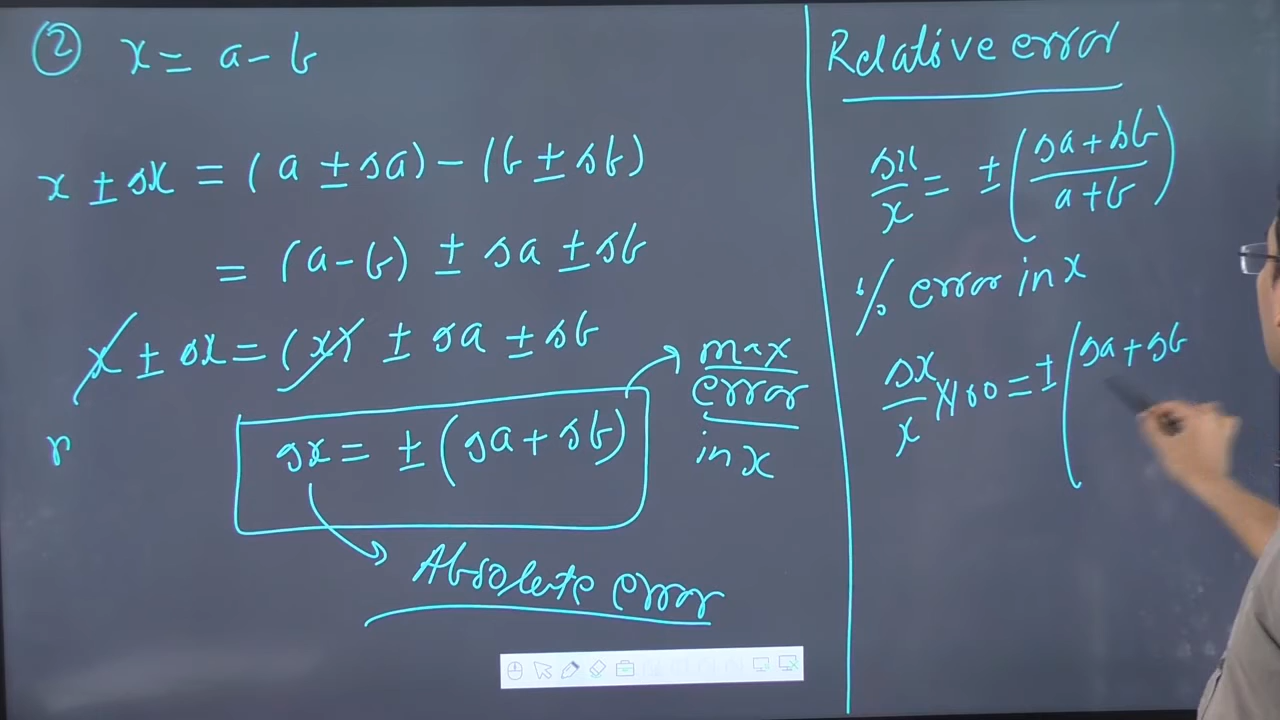 ② x = a - b
x ± δx = (a ± δa) - (b ± δb)
= (a - b) ± δa ± δb
x ± δx = (x) ± δa ± δb
r
δx = ± (δa + δb)
max
error
in x
Absolute error
Relative error
δx/x = ± (δa + δb / a + b)
% error in x
δx/x × 100 = ± (δa + δb